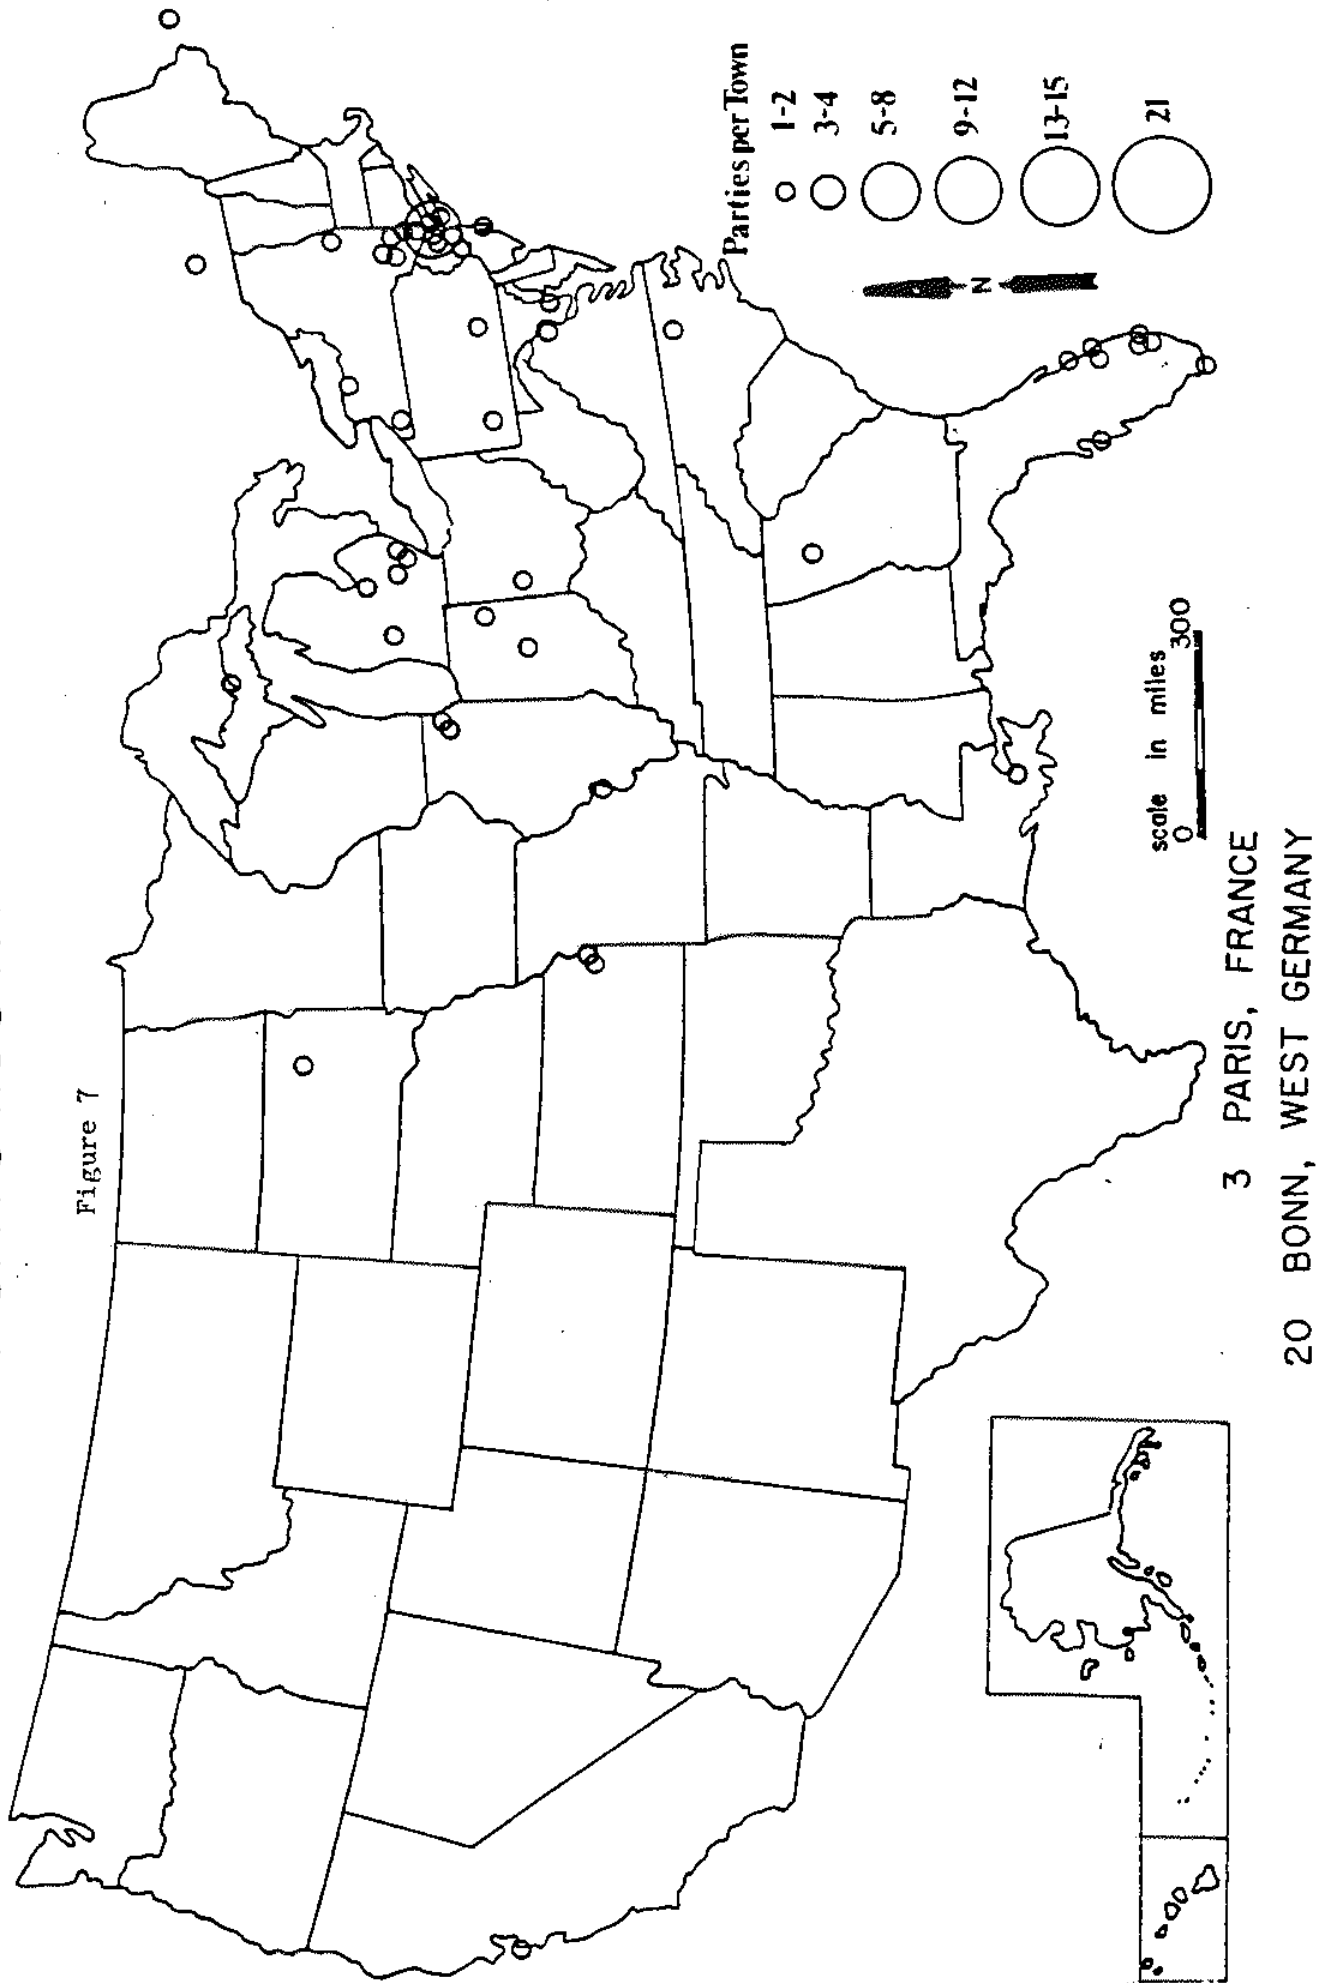 Figure 7
Parties per Town
1-2
3-4
5-8
9-12
13-15
21
N
scale in miles
0 300
3 PARIS, FRANCE
20 BONN, WEST GERMANY